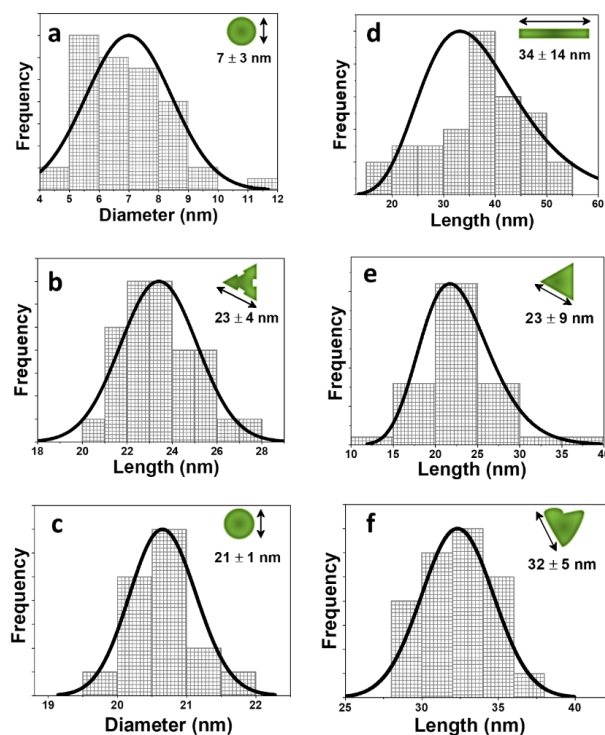 a
7 ± 3 nm
Frequency
4 5 6 7 8 9 10 11 12
Diameter (nm)
d
34 ± 14 nm
Frequency
20 30 40 50 60
Length (nm)
b
23 ± 4 nm
Frequency
18 20 22 24 26 28
Length (nm)
e
23 ± 9 nm
Frequency
10 15 20 25 30 35 40
Length (nm)
c
21 ± 1 nm
Frequency
19 20 21 22
Diameter (nm)
f
32 ± 5 nm
Frequency
25 30 35 40
Length (nm)